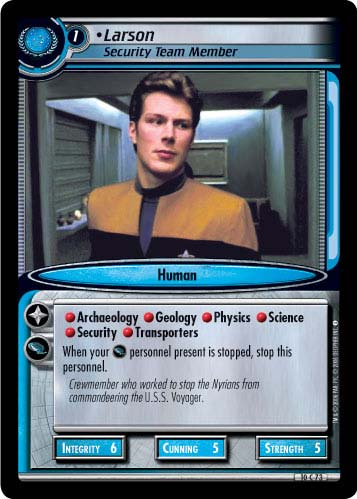 1 •Larson
Security Team Member
Human
Archaeology Geology Physics Science
Security Transporters
When your personnel present is stopped, stop this
personnel.
Crewmember who worked to stop the Nyrians from
commandeering the U.S.S. Voyager.
INTEGRITY 6 CUNNING 5 STRENGTH 5
10 C 73